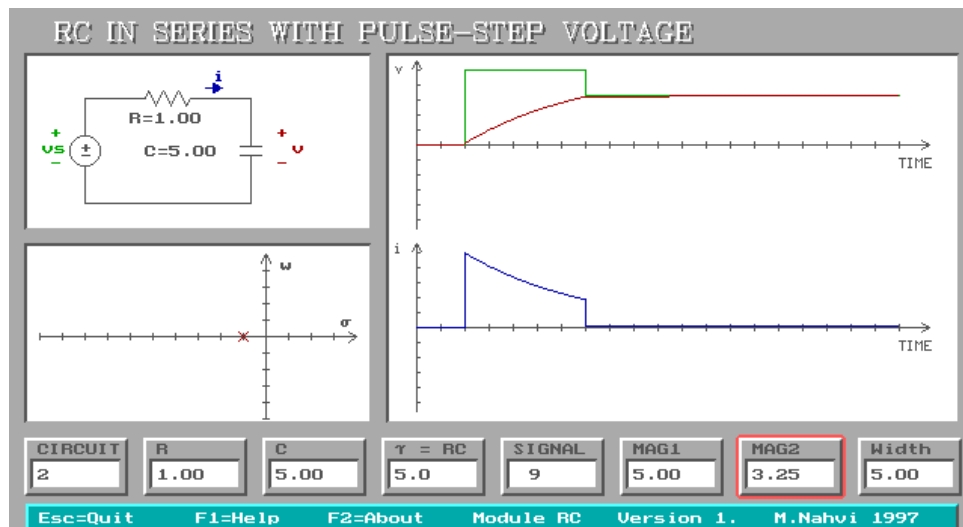 RC IN SERIES WITH PULSE-STEP VOLTAGE
i
R=1.00
+
vs
-
±
C=5.00
+
v
-
v
TIME
i
TIME
w
σ
CIRCUIT
2
R
1.00
C
5.00
τ = RC
5.0
SIGNAL
9
MAG1
5.00
MAG2
3.25
Width
5.00
Esc=Quit F1=Help F2=About Module RC Version 1. M.Nahvi 1997